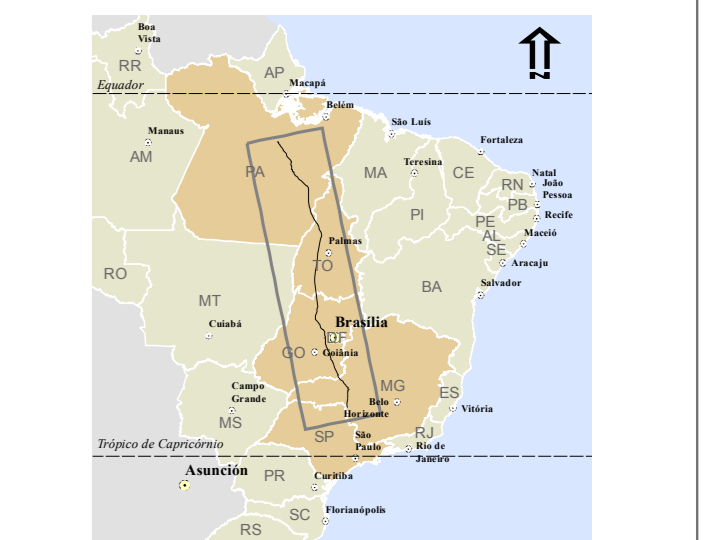 Boa
Vista
RR
AP
N
Equador
Macapá
Belém
São Luís
Manaus
AM
Fortaleza
PA
MA
Teresina
CE
Natal
RN
João
Pessoa
PB
PI
PE
Recife
AL
Maceió
SE
Palmas
TO
Aracaju
RO
BA
Salvador
MT
Cuiabá
Brasília
DF
GO
Goiânia
Campo
Grande
MG
ES
Belo
Horizonte
Vitória
MS
SP
São
Paulo
RJ
Rio de
Janeiro
Trópico de Capricórnio
Asunción
PR
Curitiba
SC
Florianópolis
RS